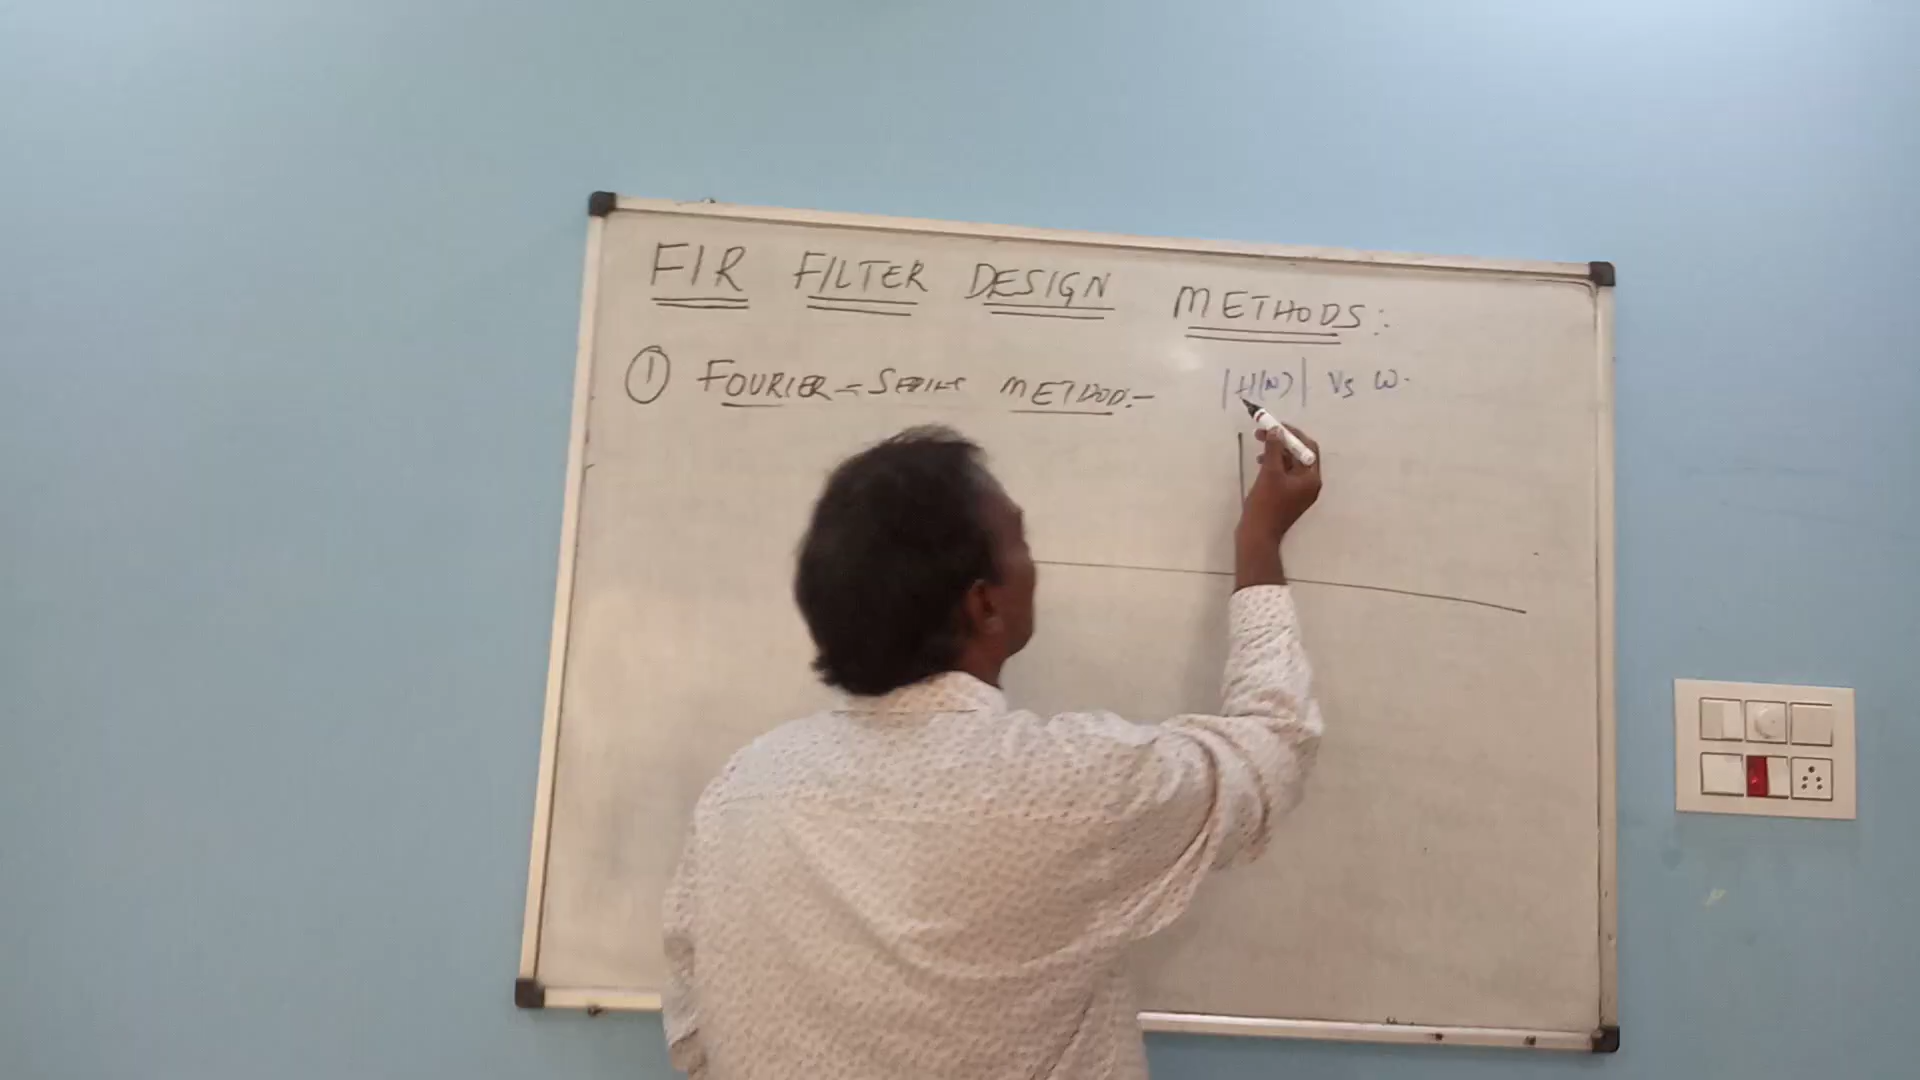 FIR FILTER DESIGN METHODS:
① FOURIER - SERIES METHOD:- |H(ω)| Vs ω.